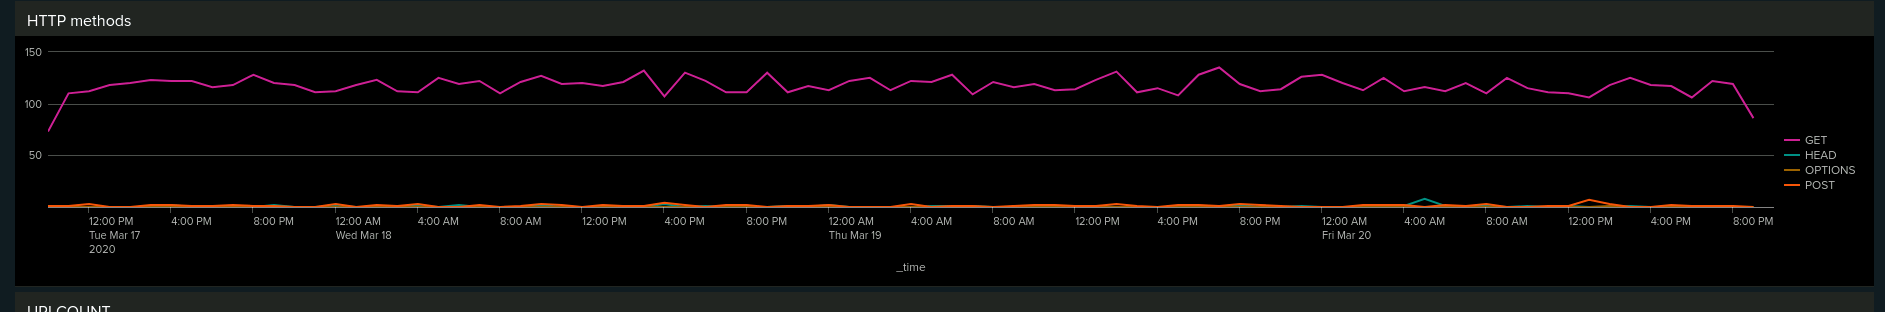 HTTP methods
150
100
50
GET
HEAD
OPTIONS
POST
12:00 PM 4:00 PM 8:00 PM 12:00 AM 4:00 AM 8:00 AM 12:00 PM 4:00 PM 8:00 PM 12:00 AM 4:00 AM 8:00 AM 12:00 PM 4:00 PM 8:00 PM 12:00 AM 4:00 AM 8:00 AM 12:00 PM 4:00 PM 8:00 PM
Tue Mar 17 Wed Mar 18 Thu Mar 19 Fri Mar 20
2020
_time
URI COUNT